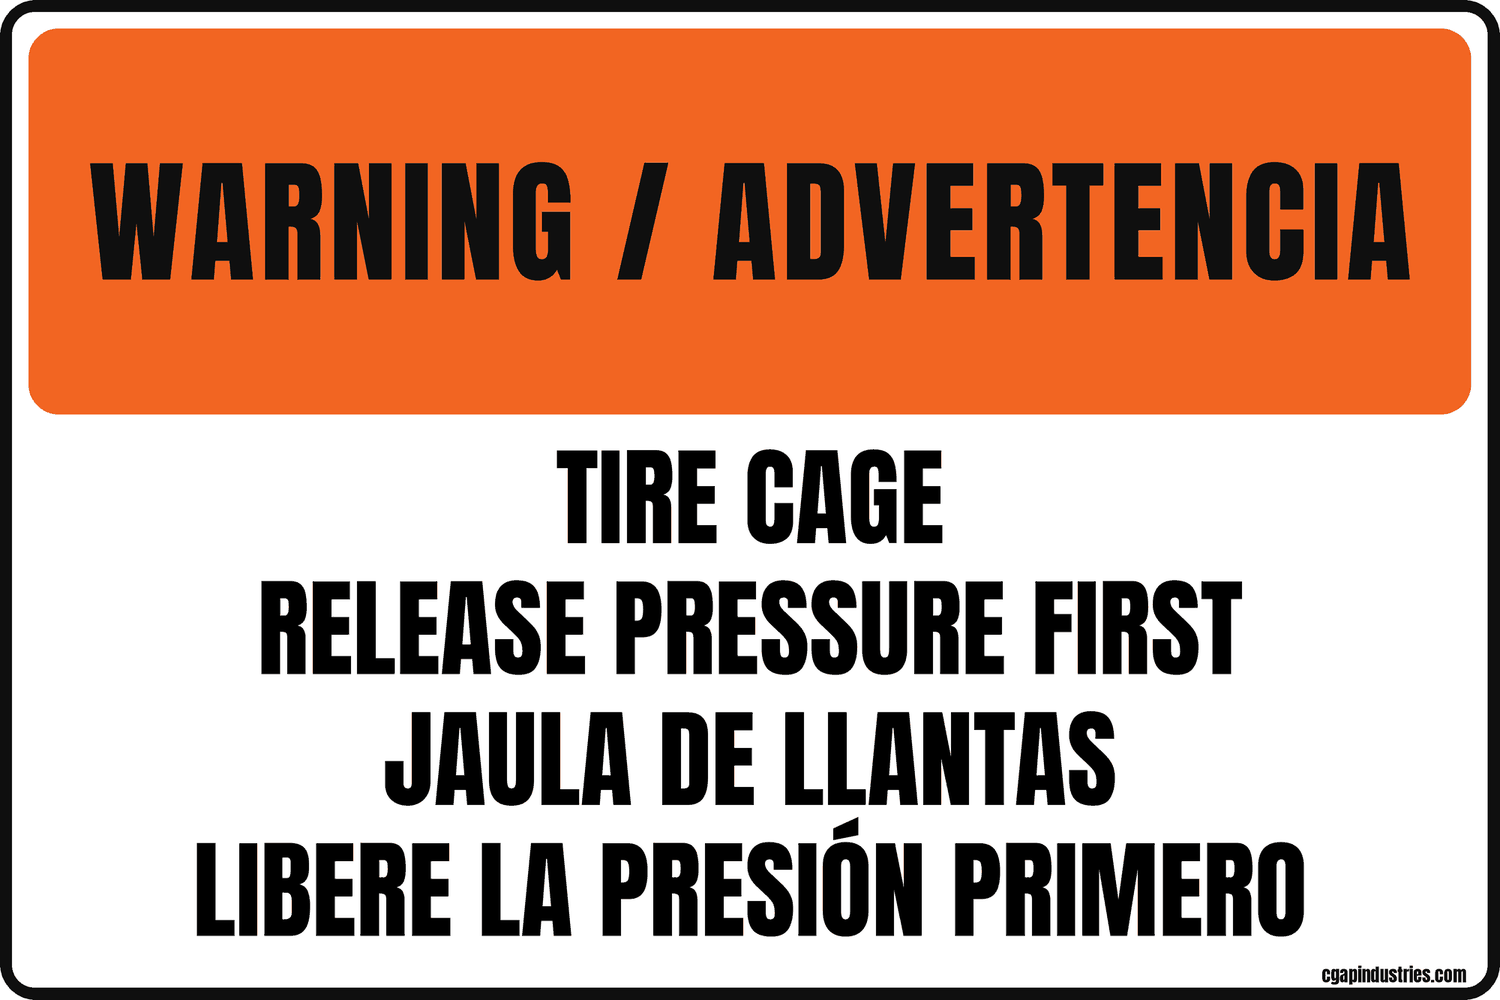 WARNING / ADVERTENCIA
TIRE CAGE
RELEASE PRESSURE FIRST
JAULA DE LLANTAS
LIBERE LA PRESIÓN PRIMERO
cgapindustries.com